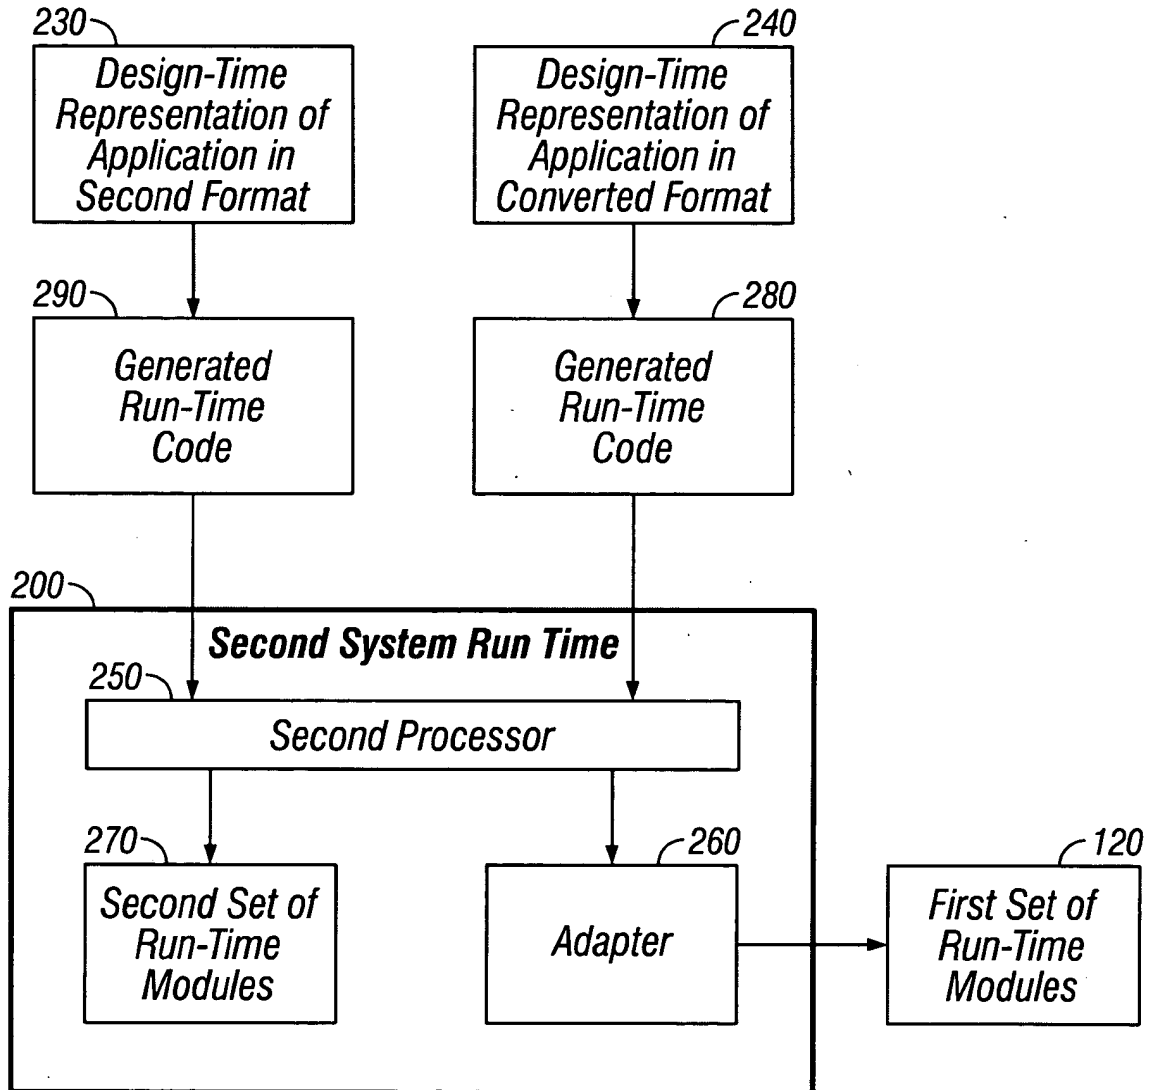 230
Design-Time
Representation of
Application in
Second Format
240
Design-Time
Representation of
Application in
Converted Format
290
Generated
Run-Time
Code
280
Generated
Run-Time
Code
200
Second System Run Time
250
Second Processor
270
Second Set of
Run-Time
Modules
260
Adapter
120
First Set of
Run-Time
Modules